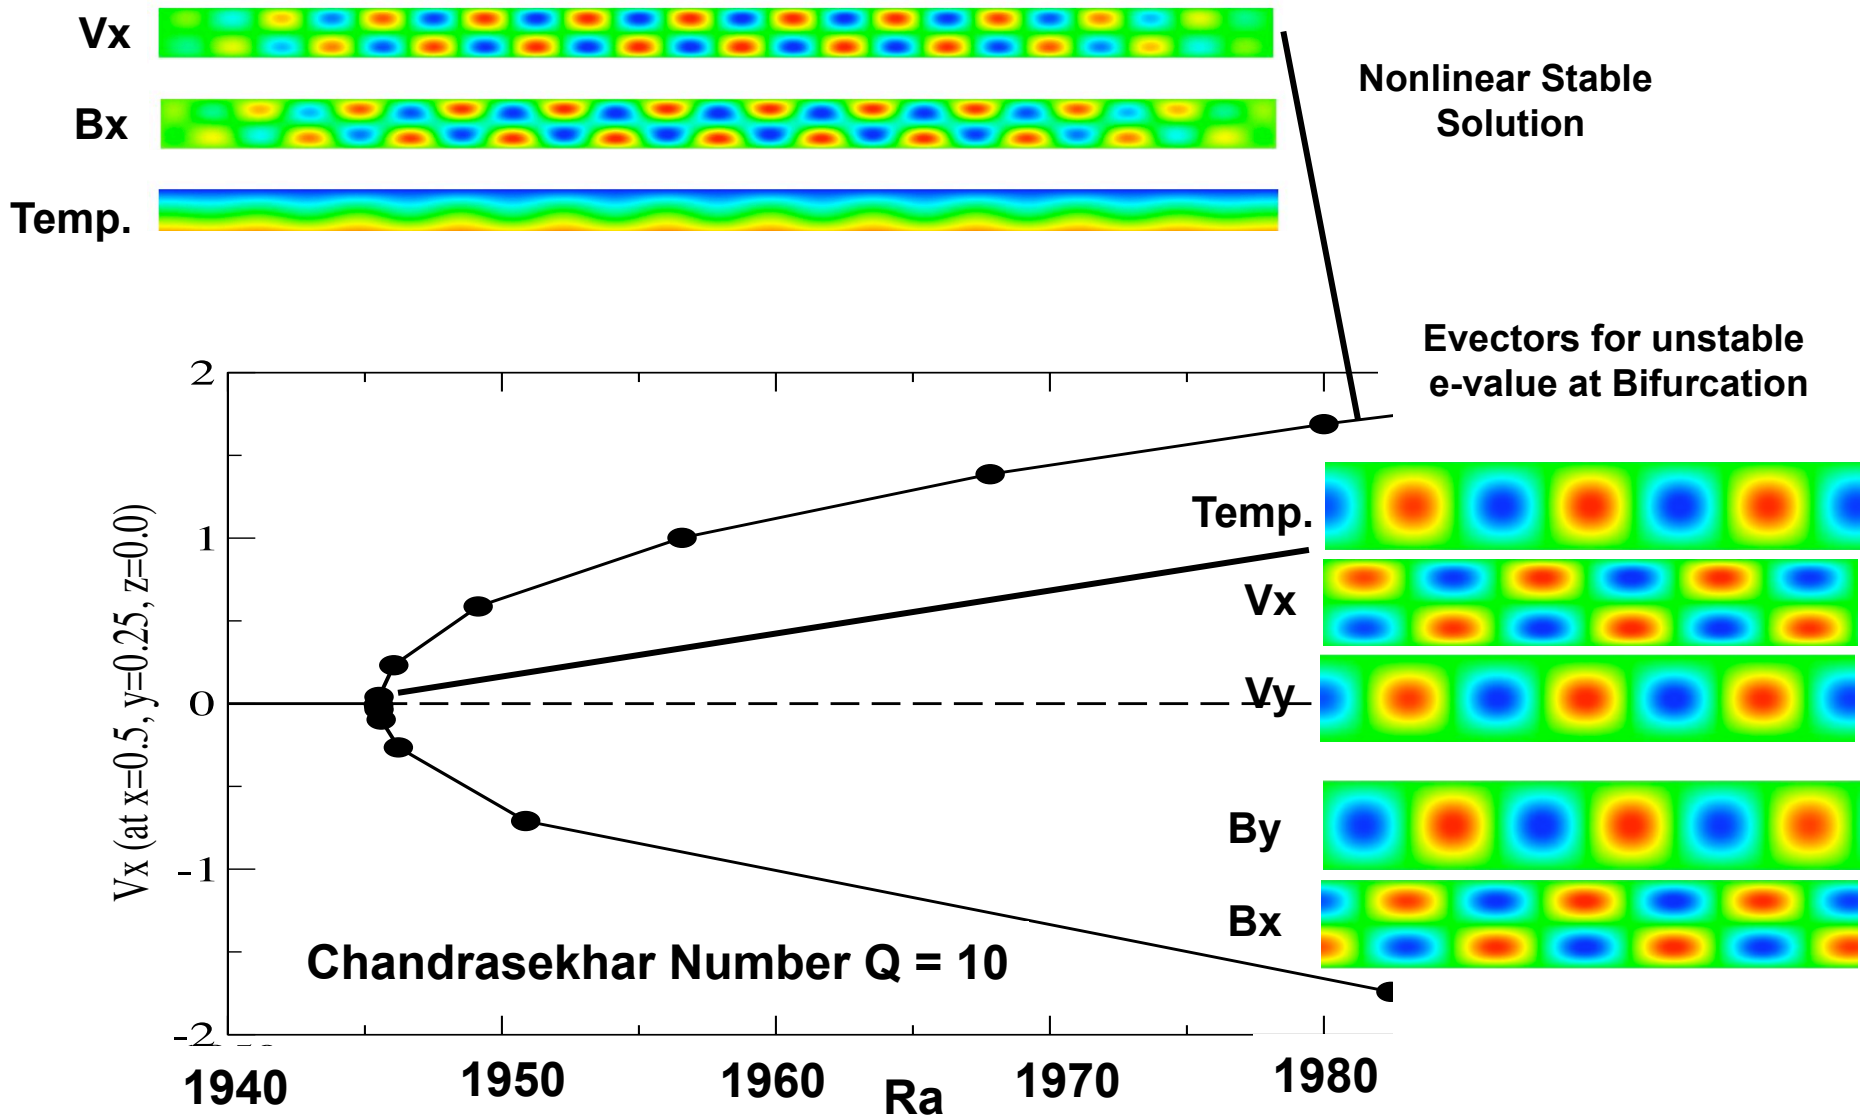 Vx
Bx
Temp.
Nonlinear Stable
Solution
Evectors for unstable
e-value at Bifurcation
Temp.
Vx
Vy
By
Bx
2
1
0
-1
-2
Vx (at x=0.5, y=0.25, z=0.0)
Chandrasekhar Number Q = 10
1940
1950
1960
1970
1980
Ra